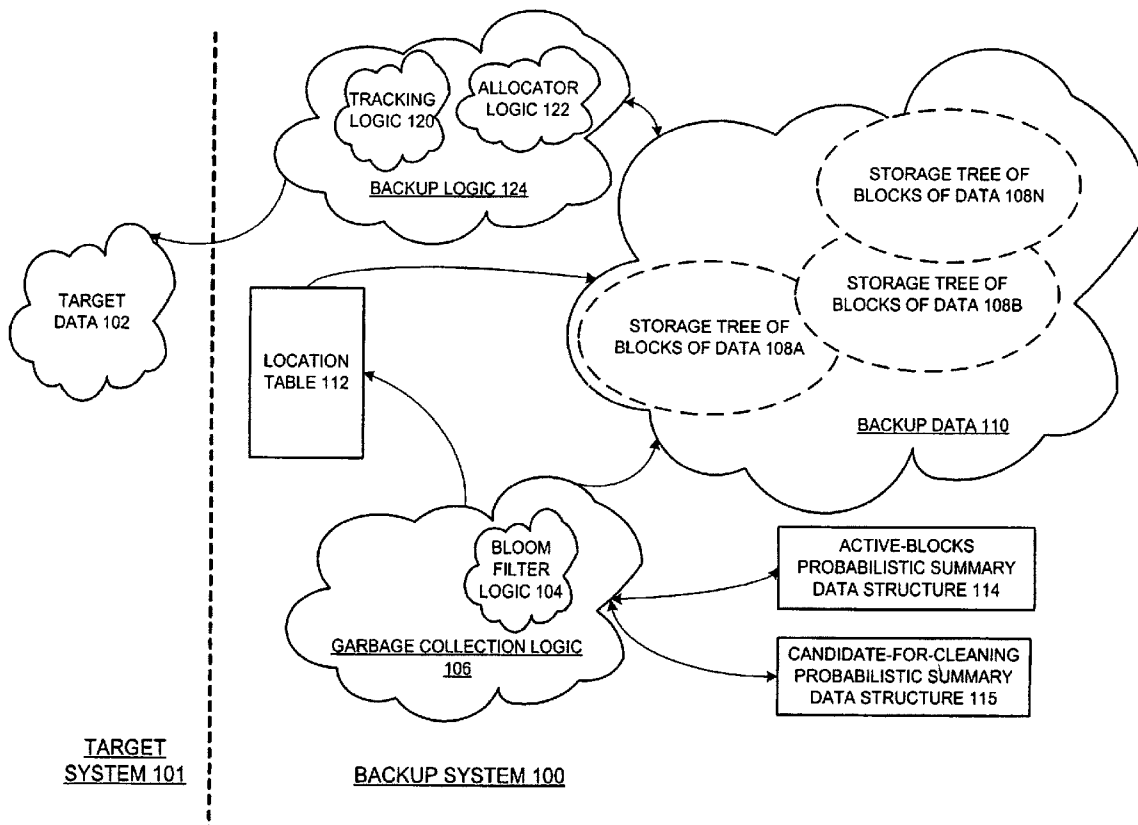 TRACKING
LOGIC 120
ALLOCATOR
LOGIC 122
BACKUP LOGIC 124
STORAGE TREE OF
BLOCKS OF DATA 108N
STORAGE TREE OF
BLOCKS OF DATA 108B
STORAGE TREE OF
BLOCKS OF DATA 108A
BACKUP DATA 110
TARGET
DATA 102
LOCATION
TABLE 112
BLOOM
FILTER
LOGIC 104
GARBAGE COLLECTION LOGIC
106
ACTIVE-BLOCKS
PROBABILISTIC SUMMARY
DATA STRUCTURE 114
CANDIDATE-FOR-CLEANING
PROBABILISTIC SUMMARY
DATA STRUCTURE 115
TARGET
SYSTEM 101
BACKUP SYSTEM 100